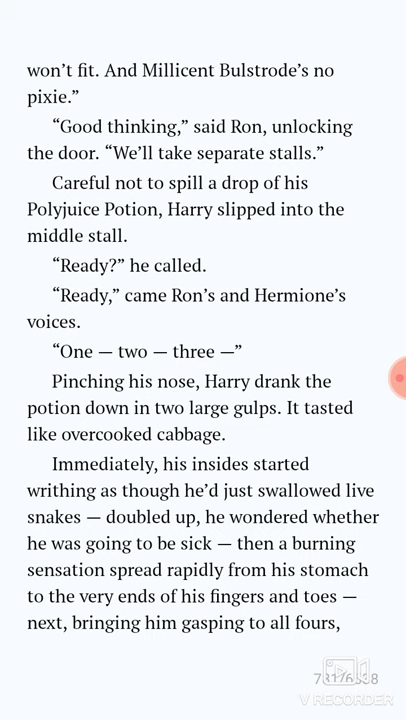 won’t fit. And Millicent Bulstrode’s no
pixie.”
“Good thinking,” said Ron, unlocking
the door. “We’ll take separate stalls.”
Careful not to spill a drop of his
Polyjuice Potion, Harry slipped into the
middle stall.
“Ready?” he called.
“Ready,” came Ron’s and Hermione’s
voices.
“One — two — three —”
Pinching his nose, Harry drank the
potion down in two large gulps. It tasted
like overcooked cabbage.
Immediately, his insides started
writhing as though he’d just swallowed live
snakes — doubled up, he wondered whether
he was going to be sick — then a burning
sensation spread rapidly from his stomach
to the very ends of his fingers and toes —
next, bringing him gasping to all fours,
V RECORDER